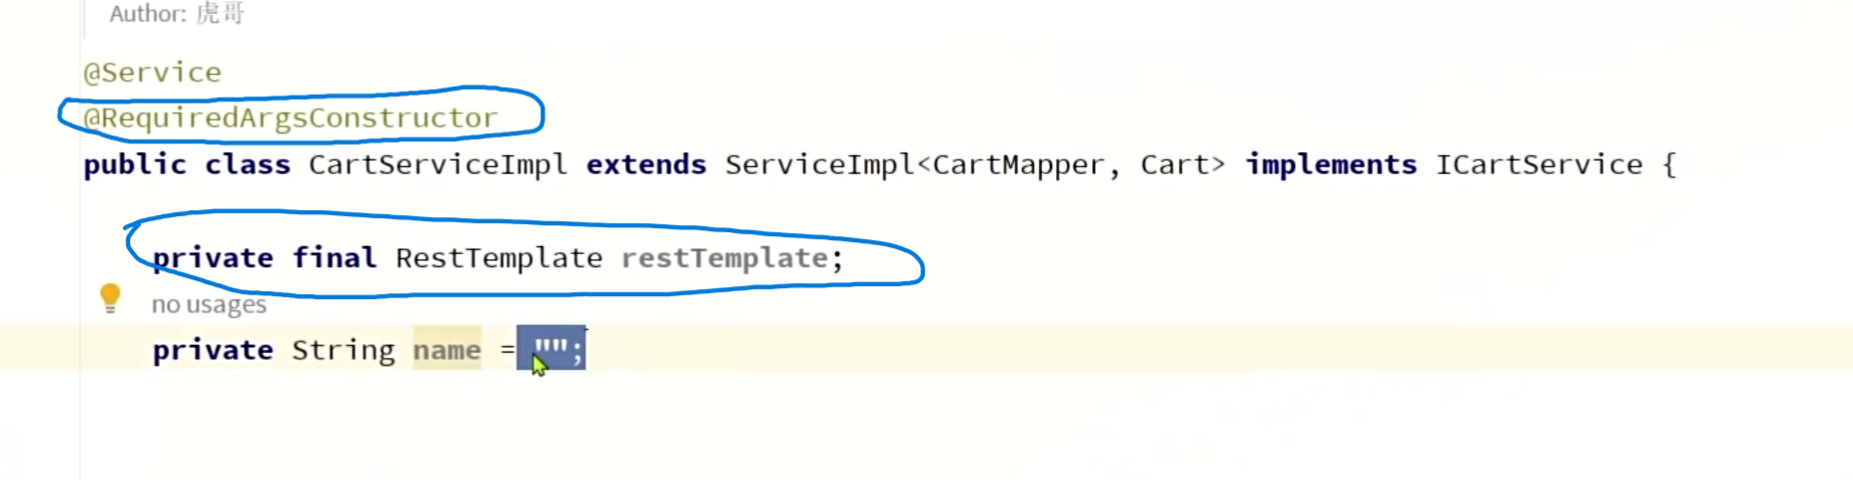 Author: 虎哥
@Service
@RequiredArgsConstructor
public class CartServiceImpl extends ServiceImpl<CartMapper, Cart> implements ICartService {
private final RestTemplate restTemplate;
no usages
private String name = "";